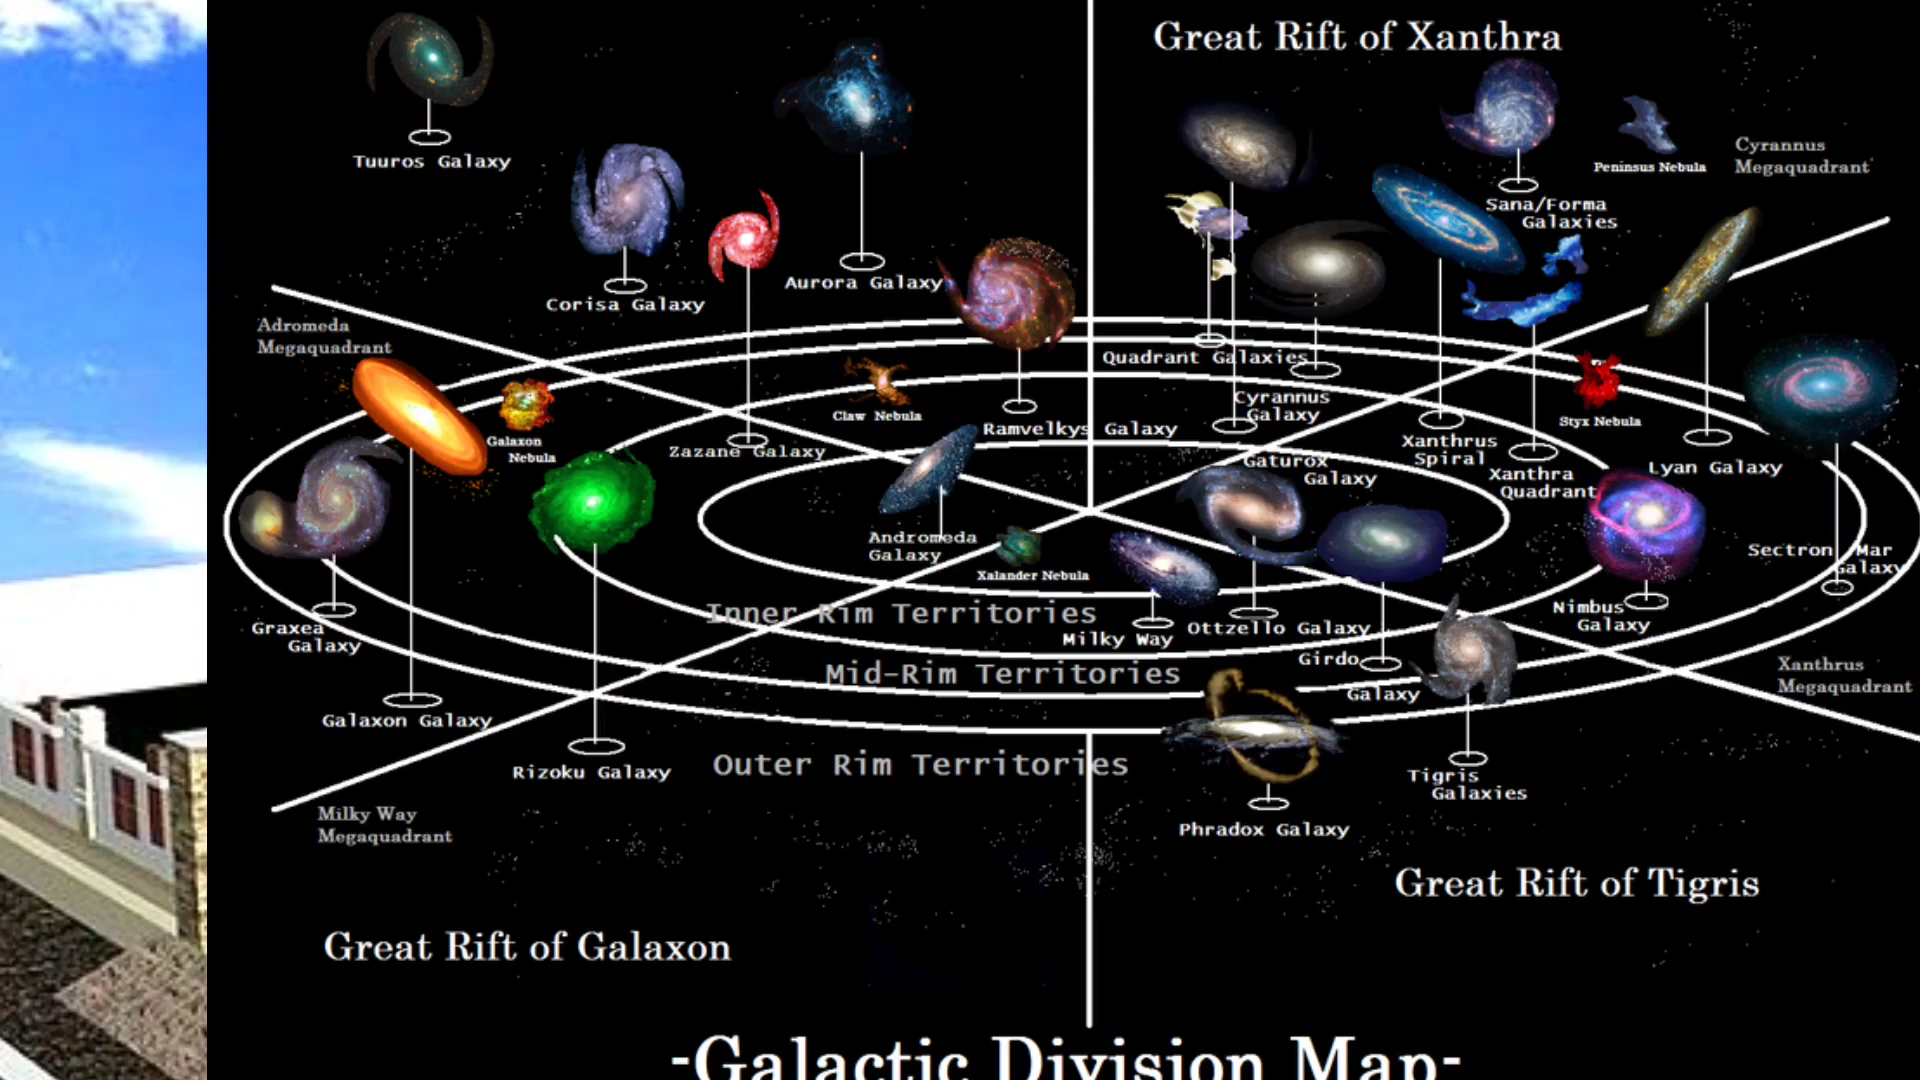 Great Rift of Xanthra
Tuuros Galaxy
Cyrannus
Megaquadrant
Peninsus Nebula
Sana/Forma
Galaxies
Aurora Galaxy
Corisa Galaxy
Adromeda
Megaquadrant
Quadrant Galaxies
Cyrannus
Galaxy
Claw Nebula
Styx Nebula
Ramvelkys Galaxy
Galaxon
Nebula
Zazane Galaxy
Xanthrus
Spiral
Gaturox
Galaxy
Xanthra
Quadrant
Lyan Galaxy
Andromeda
Galaxy
Sectron Mar
Galaxy
Xalander Nebula
Nimbus
Galaxy
Inner Rim Territories
Graxea
Galaxy
Milky Way
Ottzello Galaxy
Girdo
Galaxy
Mid-Rim Territories
Xanthrus
Megaquadrant
Galaxon Galaxy
Rizoku Galaxy
Outer Rim Territories
Tigris
Galaxies
Milky Way
Megaquadrant
Phradox Galaxy
Great Rift of Tigris
Great Rift of Galaxon
-Galactic Division Map-